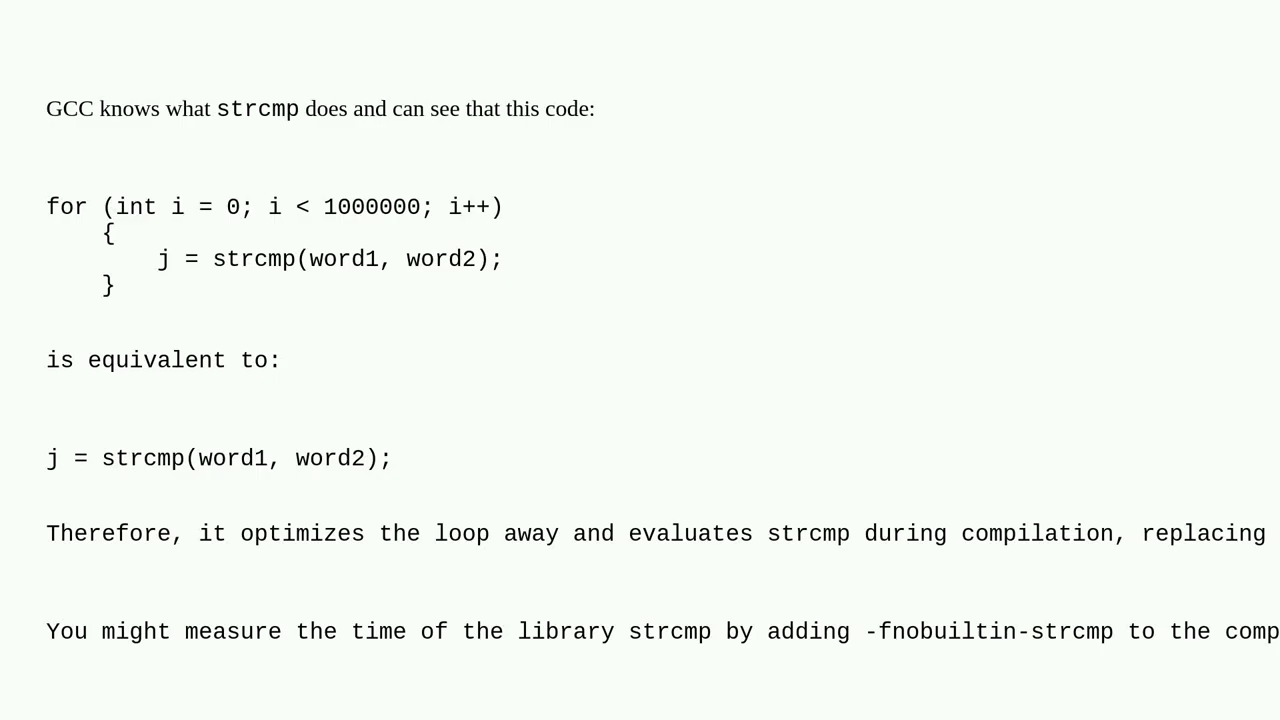 GCC knows what strcmp does and can see that this code:
for (int i = 0; i < 1000000; i++)
    {
        j = strcmp(word1, word2);
    }
is equivalent to:
j = strcmp(word1, word2);
Therefore, it optimizes the loop away and evaluates strcmp during compilation, replacing
You might measure the time of the library strcmp by adding -fnobuiltin-strcmp to the comp